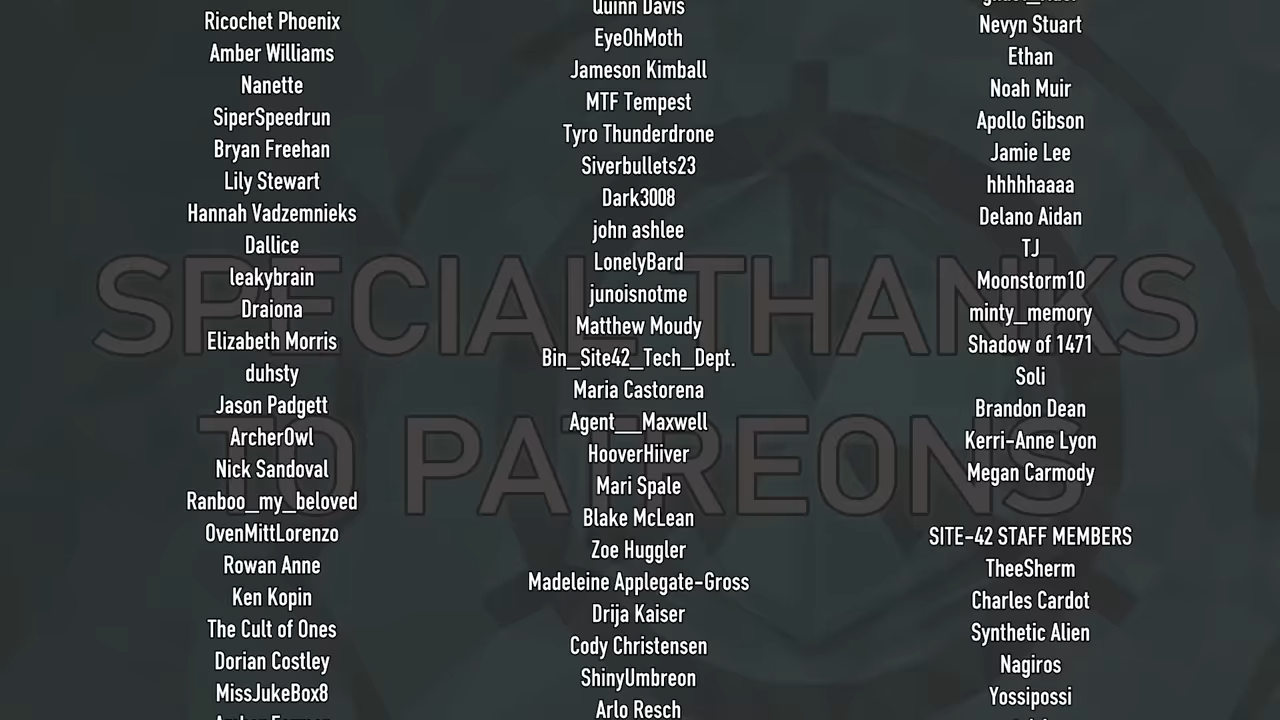 Ricochet Phoenix
Amber Williams
Nanette
SiperSpeedrun
Bryan Freehan
Lily Stewart
Hannah Vadzemnieks
Dallice
leakybrain
Draiona
Elizabeth Morris
duhsty
Jason Padgett
ArcherOwl
Nick Sandoval
Ranboo_my_beloved
OvenMittLorenzo
Rowan Anne
Ken Kopin
The Cult of Ones
Dorian Costley
MissJukeBox8
Quinn Davis
EyeOhMoth
Jameson Kimball
MTF Tempest
Tyro Thunderdrone
Siverbullets23
Dark3008
john ashlee
LonelyBard
junoisnotme
Matthew Moudy
Bin_Site42_Tech_Dept.
Maria Castorena
Agent__Maxwell
HooverHiiver
Mari Spale
Blake McLean
Zoe Huggler
Madeleine Applegate-Gross
Drija Kaiser
Cody Christensen
ShinyUmbreon
Arlo Resch
Nevyn Stuart
Ethan
Noah Muir
Apollo Gibson
Jamie Lee
hhhhhaaaa
Delano Aidan
TJ
Moonstorm10
minty_memory
Shadow of 1471
Soli
Brandon Dean
Kerri-Anne Lyon
Megan Carmody
SITE-42 STAFF MEMBERS
TheeSherm
Charles Cardot
Synthetic Alien
Nagiros
Yossipossi
SPECIAL THANKS
TO PATREONS